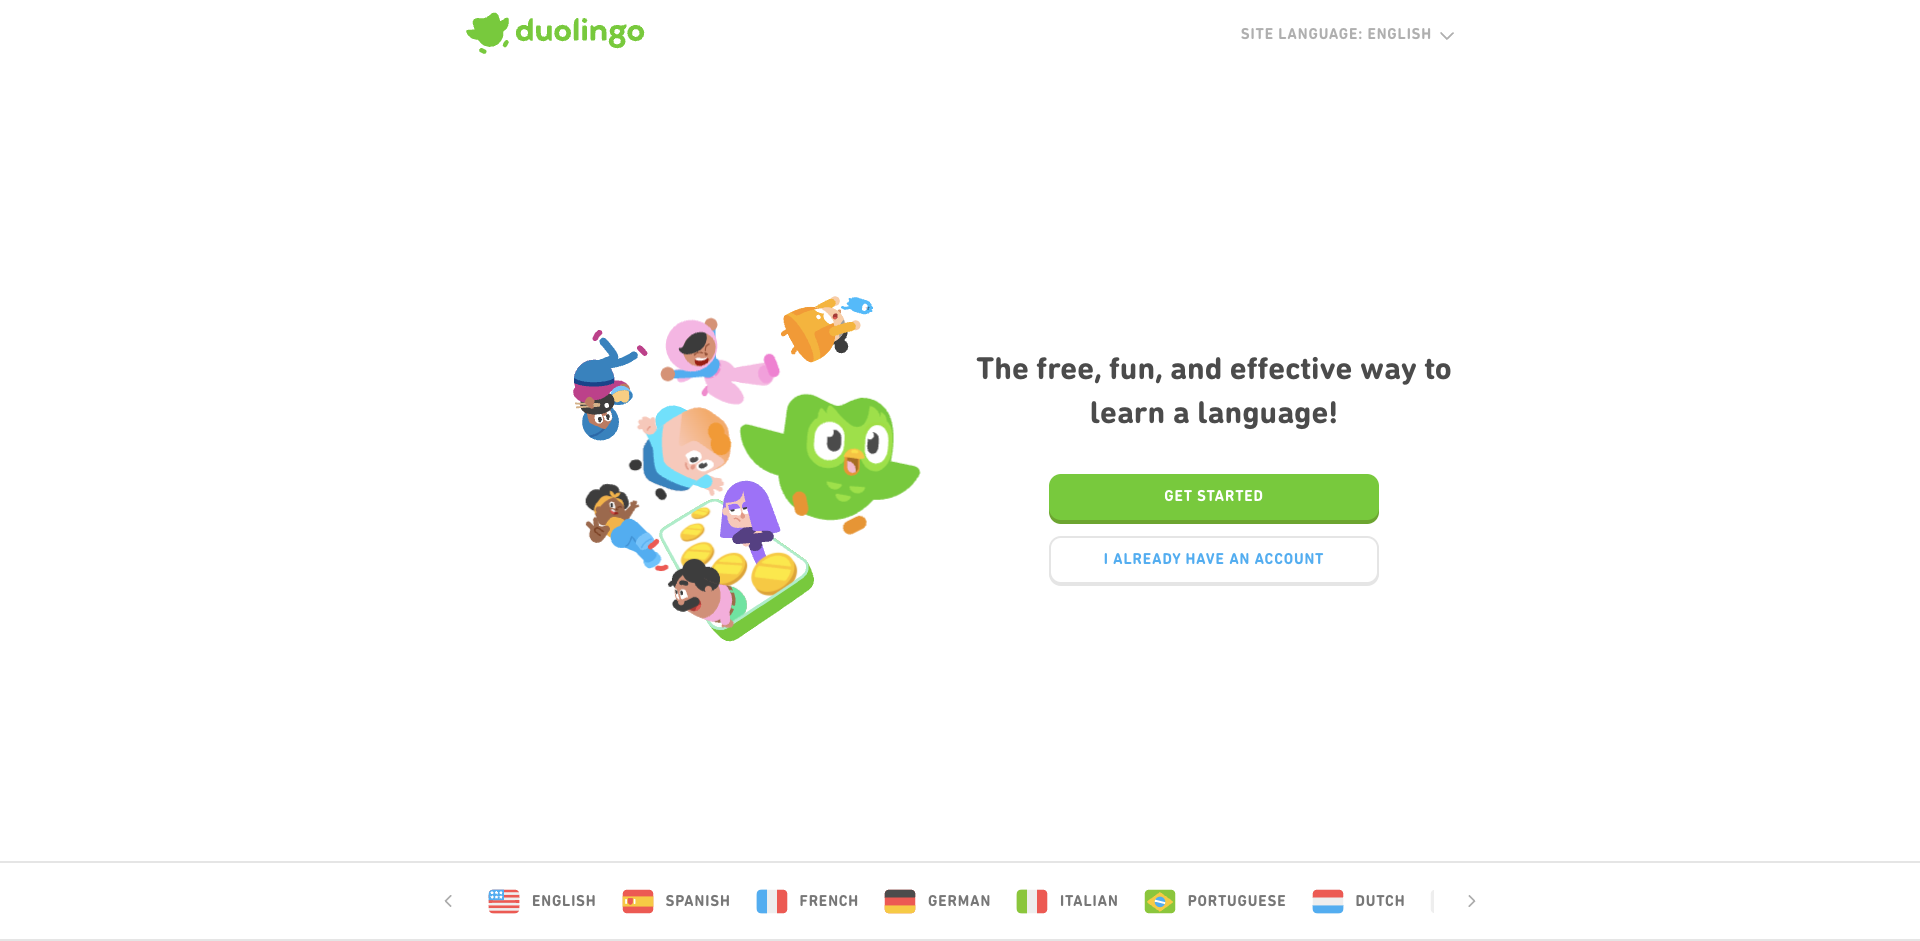 duolingo
SITE LANGUAGE: ENGLISH
The free, fun, and effective way to
learn a language!
GET STARTED
I ALREADY HAVE AN ACCOUNT
ENGLISH
SPANISH
FRENCH
GERMAN
ITALIAN
PORTUGUESE
DUTCH